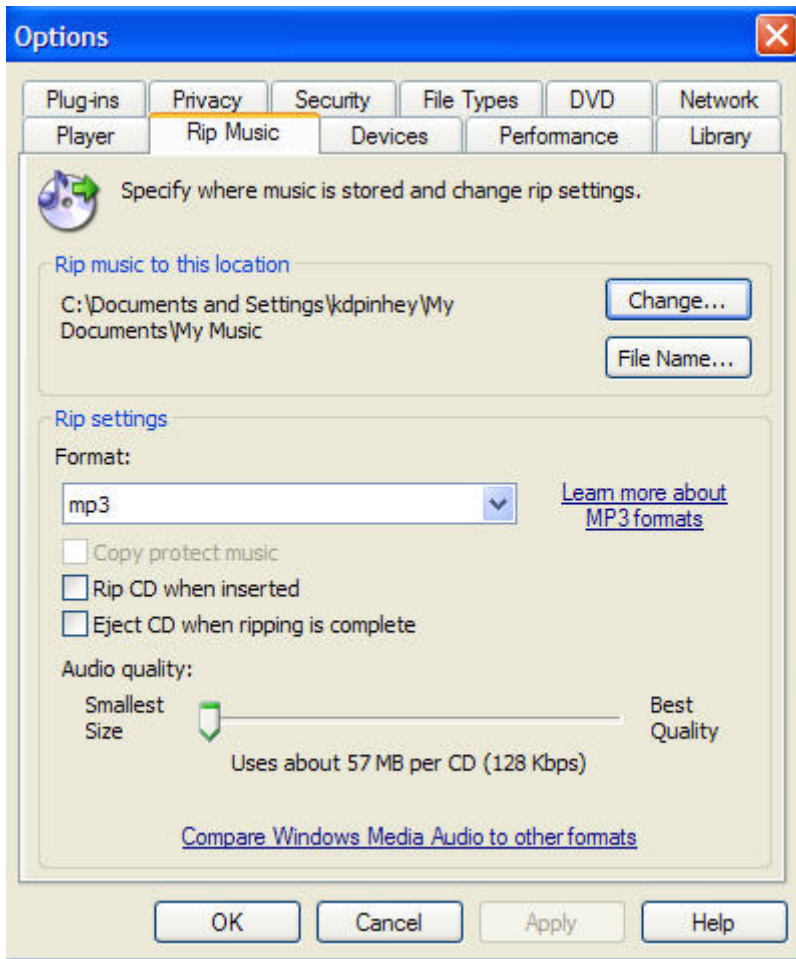 Options
Plug-ins Privacy Security File Types DVD Network
Player Rip Music Devices Performance Library
Specify where music is stored and change rip settings.
Rip music to this location
C:\Documents and Settings\kdpinhey\My
Documents\My Music
Change...
File Name...
Rip settings
Format:
mp3
Learn more about
MP3 formats
Copy protect music
Rip CD when inserted
Eject CD when ripping is complete
Audio quality:
Smallest
Size
Best
Quality
Uses about 57 MB per CD (128 Kbps)
Compare Windows Media Audio to other formats
OK Cancel Apply Help